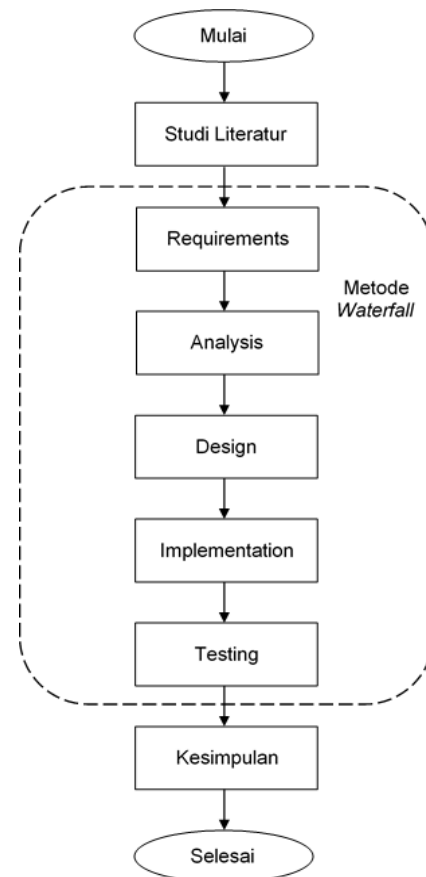 Mulai
Studi Literatur
Requirements
Metode
Waterfall
Analysis
Design
Implementation
Testing
Kesimpulan
Selesai